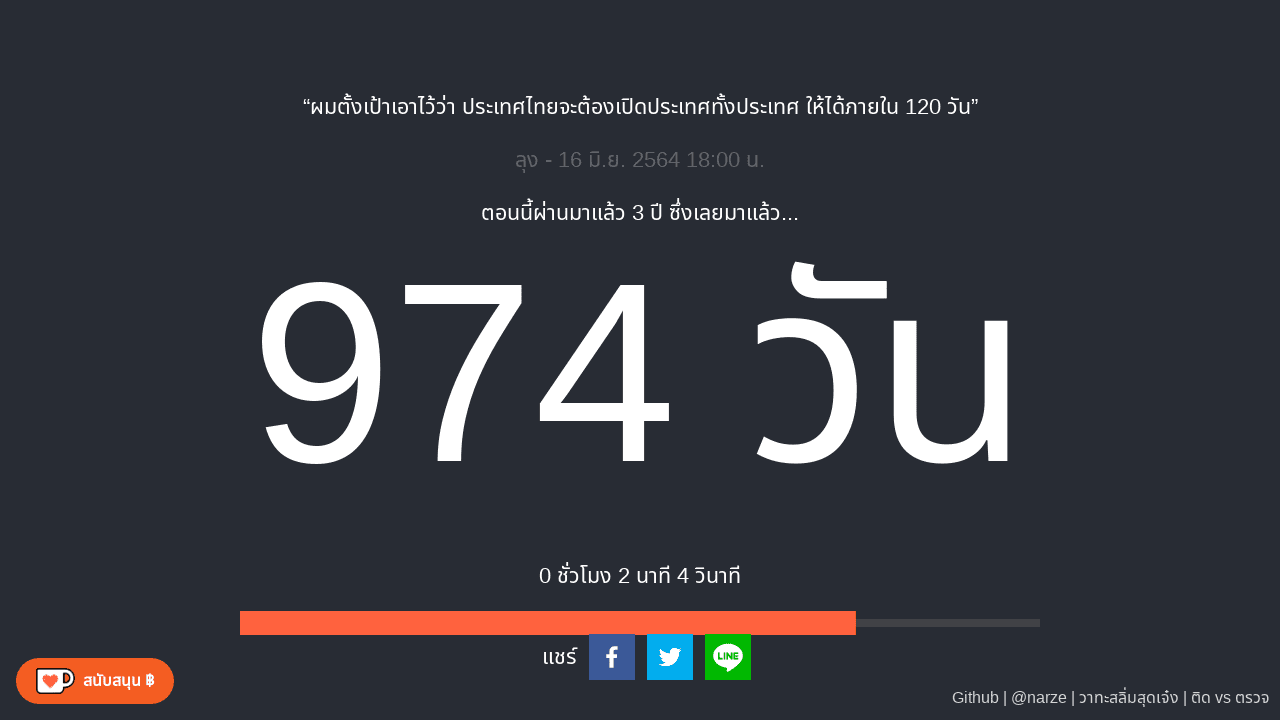 “ผมตั้งเป้าเอาไว้ว่า ประเทศไทยจะต้องเปิดประเทศทั้งประเทศ ให้ได้ภายใน 120 วัน”
ลุง - 16 มิ.ย. 2564 18:00 น.
ตอนนี้ผ่านมาแล้ว 3 ปี ซึ่งเลยมาแล้ว...
974 วัน
0 ชั่วโมง 2 นาที 4 วินาที
แชร์
LINE
สนับสนุน ฿
Github | @narze | วาทะสลิ่มสุดเจ๋ง | ติด vs ตรวจ